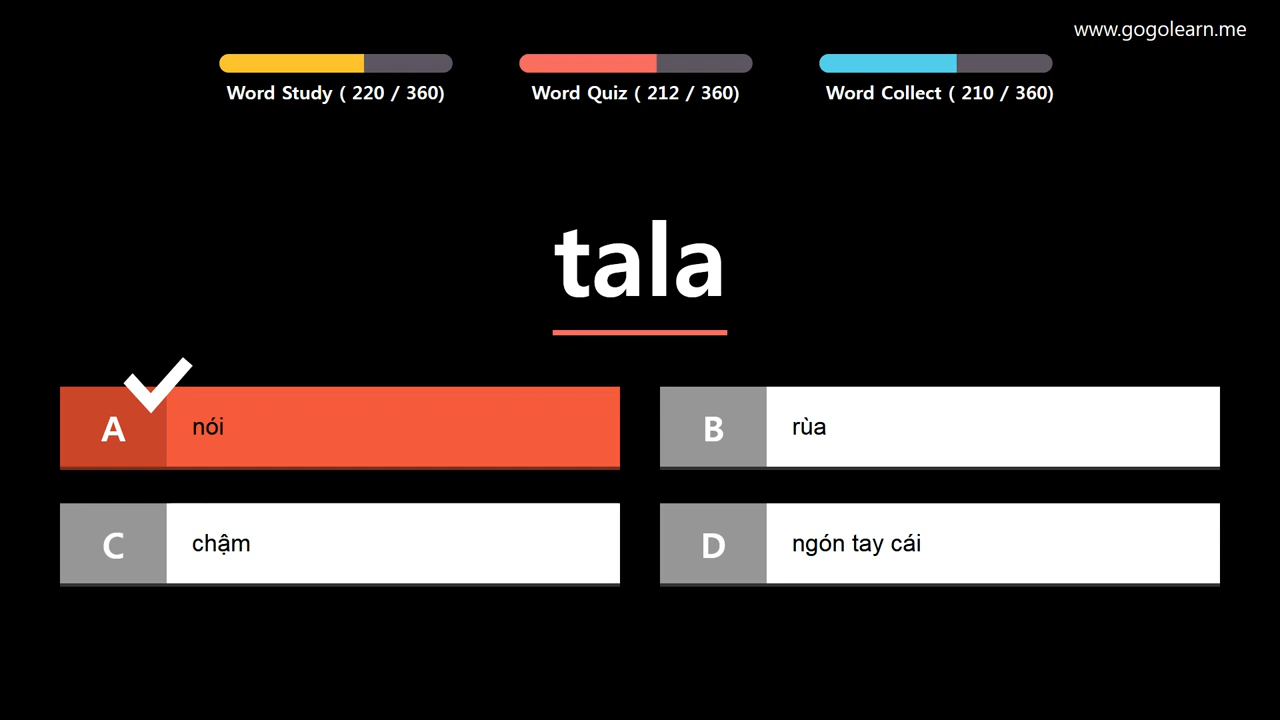 www.gogolearn.me
Word Study ( 220 / 360)
Word Quiz ( 212 / 360)
Word Collect ( 210 / 360)
tala
A nói
B rùa
C chậm
D ngón tay cái